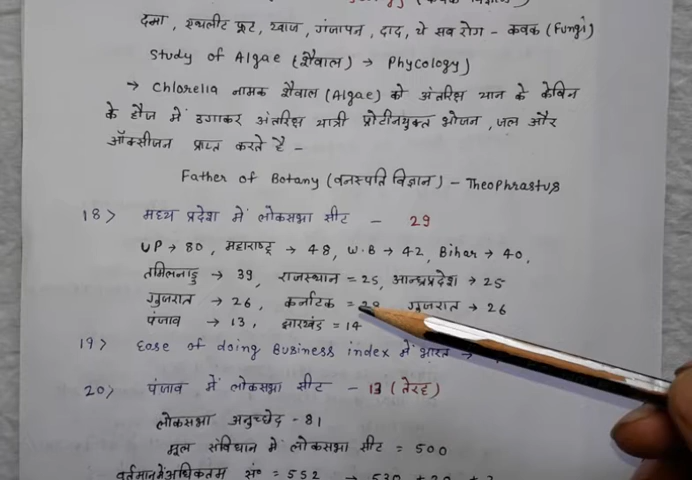 दमा, एथलीट फूट, खाज, गंजापन, दाद, ये सब रोग - कवक (Fungi)
Study of Algae (शैवाल) → Phycology)
→ Chlorella नामक शैवाल (Algae) को अंतरिक्ष यान के केबिन
के हौज में उगाकर अंतरिक्ष यात्री प्रोटीनयुक्त भोजन, जल और
ऑक्सीजन प्राप्त करते है -
Father of Botany (वनस्पति विज्ञान) - Theophrastus
18> मध्य प्रदेश में लोकसभा सीट - 29
UP → 80, महाराष्ट्र → 48, W.B → 42, Bihar → 40,
तमिलनाडु → 39, राजस्थान = 25, आन्ध्रप्रदेश → 25
गुजरात → 26, कर्नाटक = 28 गुजरात → 26
पंजाब → 13, झारखंड = 14
19> Ease of doing Business index में भारत →
20> पंजाब में लोकसभा सीट - 13 (तेरह)
लोकसभा अनुच्छेद - 81
मूल संविधान में लोकसभा सीट = 500
वर्तमान में अधिकतम सं० = 552 → 530 + 20 +